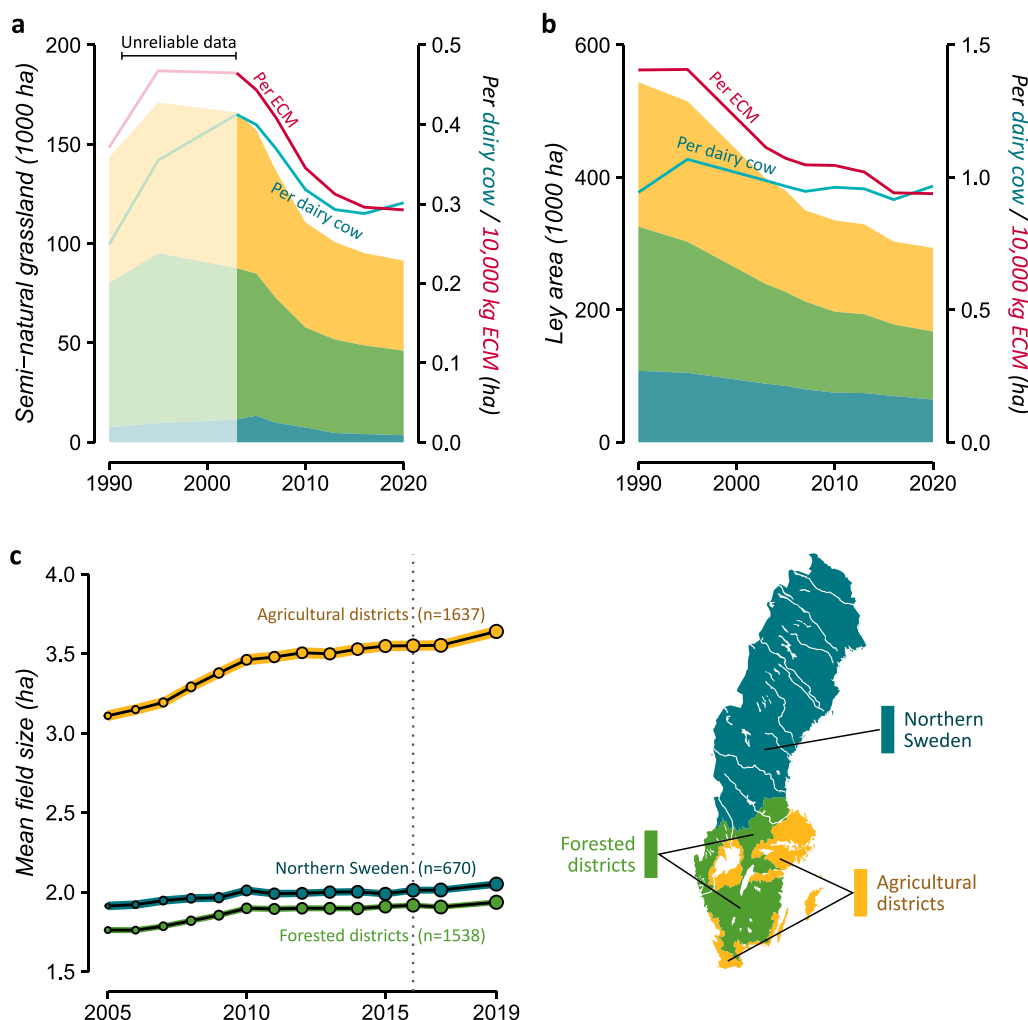 a
Unreliable data
200
150
100
50
0
Semi−natural grassland (1000 ha)
Per ECM
Per dairy cow
0.5
0.4
0.3
0.2
0.1
0.0
Per dairy cow / 10,000 kg ECM (ha)
1990
2000
2010
2020
b
600
400
200
0
Ley area (1000 ha)
Per ECM
Per dairy cow
1.5
1.0
0.5
0.0
Per dairy cow / 10,000 kg ECM (ha)
1990
2000
2010
2020
c
4.0
3.5
3.0
2.5
2.0
1.5
Mean field size (ha)
Agricultural districts (n=1637)
Northern Sweden (n=670)
Forested districts (n=1538)
2005
2010
2015
2019
Northern
Sweden
Forested
districts
Agricultural
districts